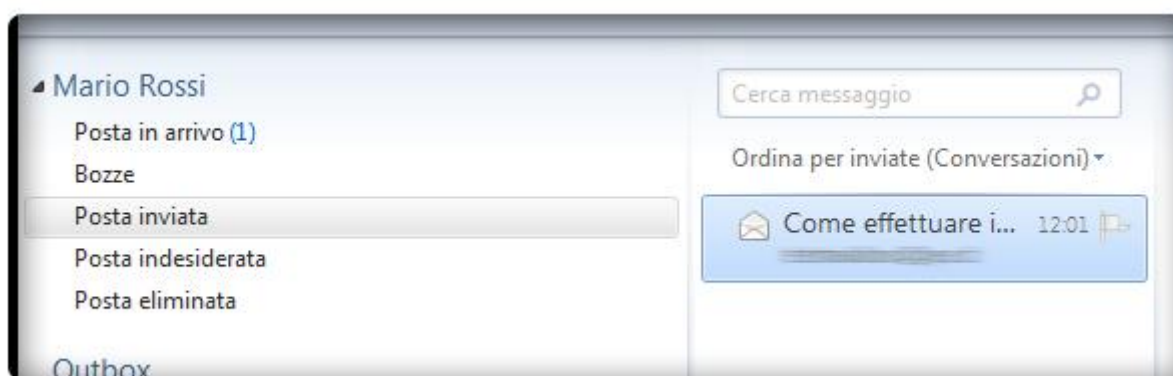 Mario Rossi
Posta in arrivo (1)
Bozze
Posta inviata
Posta indesiderata
Posta eliminata
Outbox
Cerca messaggio
Ordina per inviate (Conversazioni)
Come effettuare i... 12:01